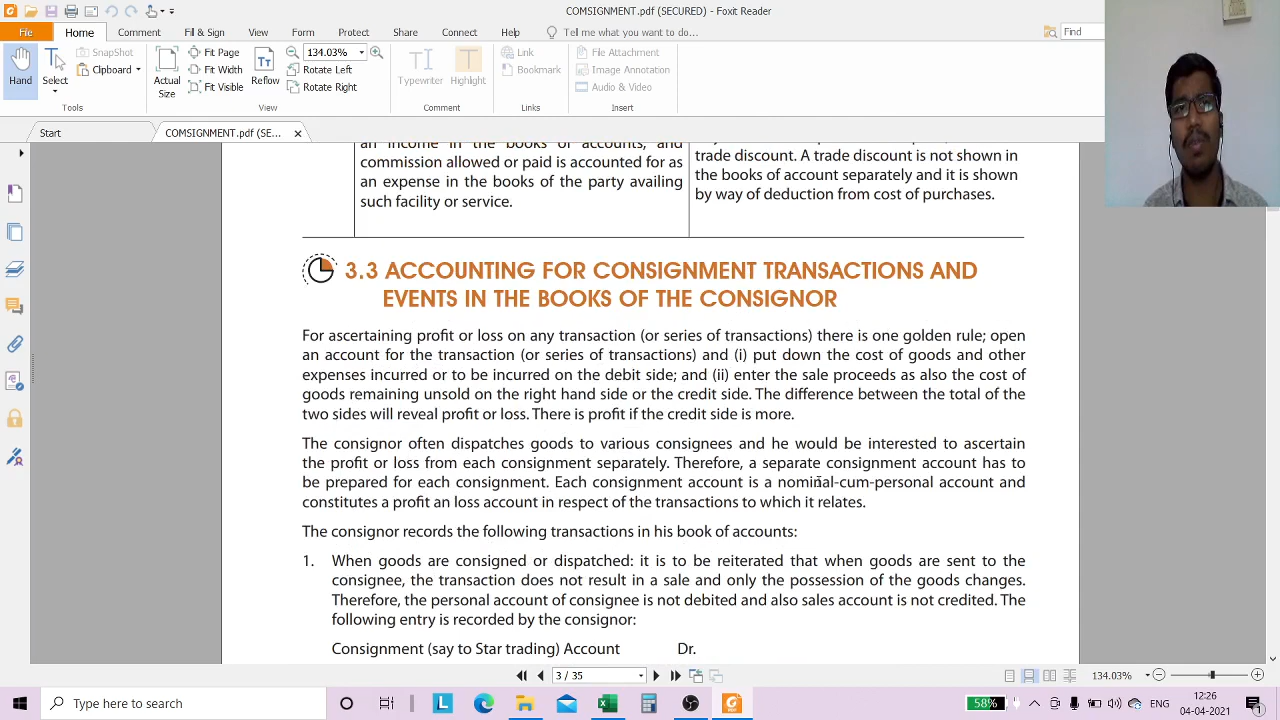 COMSIGNMENT.pdf (SECURED) - Foxit Reader
File Home Comment Fill & Sign View Form Protect Share Connect Help Tell me what you want to do... Find
Hand
Select
SnapShot
Clipboard
Tools
Actual Size
Fit Page
Fit Width
Fit Visible
Reflow
134.03%
Rotate Left
Rotate Right
View
Typewriter
Highlight
Comment
Link
Bookmark
Links
File Attachment
Image Annotation
Audio & Video
Insert
Start COMSIGNMENT.pdf (SE...
an income in the books of accounts, and
commission allowed or paid is accounted for as
an expense in the books of the party availing
such facility or service.
trade discount. A trade discount is not shown in
the books of account separately and it is shown
by way of deduction from cost of purchases.
3.3 ACCOUNTING FOR CONSIGNMENT TRANSACTIONS AND
EVENTS IN THE BOOKS OF THE CONSIGNOR
For ascertaining profit or loss on any transaction (or series of transactions) there is one golden rule; open
an account for the transaction (or series of transactions) and (i) put down the cost of goods and other
expenses incurred or to be incurred on the debit side; and (ii) enter the sale proceeds as also the cost of
goods remaining unsold on the right hand side or the credit side. The difference between the total of the
two sides will reveal profit or loss. There is profit if the credit side is more.
The consignor often dispatches goods to various consignees and he would be interested to ascertain
the profit or loss from each consignment separately. Therefore, a separate consignment account has to
be prepared for each consignment. Each consignment account is a nominal-cum-personal account and
constitutes a profit an loss account in respect of the transactions to which it relates.
The consignor records the following transactions in his book of accounts:
1. When goods are consigned or dispatched: it is to be reiterated that when goods are sent to the
consignee, the transaction does not result in a sale and only the possession of the goods changes.
Therefore, the personal account of consignee is not debited and also sales account is not credited. The
following entry is recorded by the consignor:
Consignment (say to Star trading) Account Dr.
3 / 35
134.03%
Type here to search
58%
ENG
12:26
04-04-2021